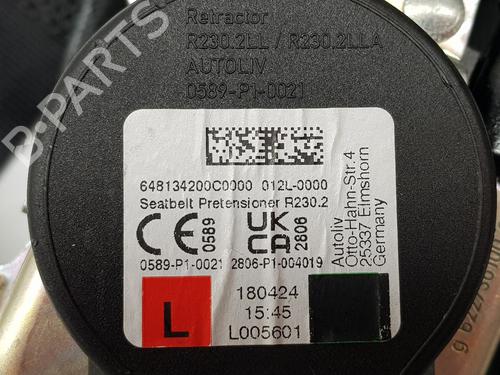 B-PARTS
Retractor
R230.2LL / R230.2LLA
AUTOLIV
0589-P1-0021
648134200C0000 012L-0000
Seatbelt Pretensioner R230.2
CE 0589
UK CA 2806
0589-P1-0021 2806-P1-004019
Autoliv
Otto-Hahn-Str.4
25337 Elmshorn
Germany
L
180424
15:45
L005601